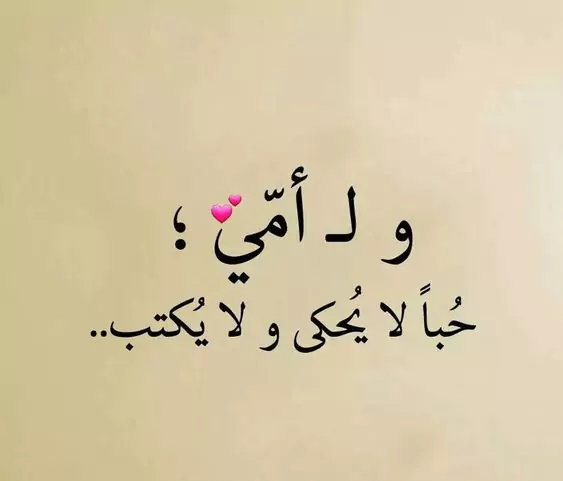 و لـ أمّي 💕 ؛
حُباً لا يُحكى و لا يُكتب..